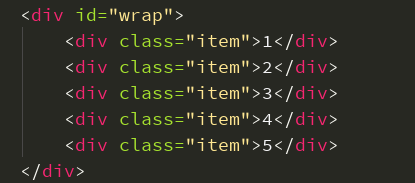 <div id="wrap">
    <div class="item">1</div>
    <div class="item">2</div>
    <div class="item">3</div>
    <div class="item">4</div>
    <div class="item">5</div>
</div>